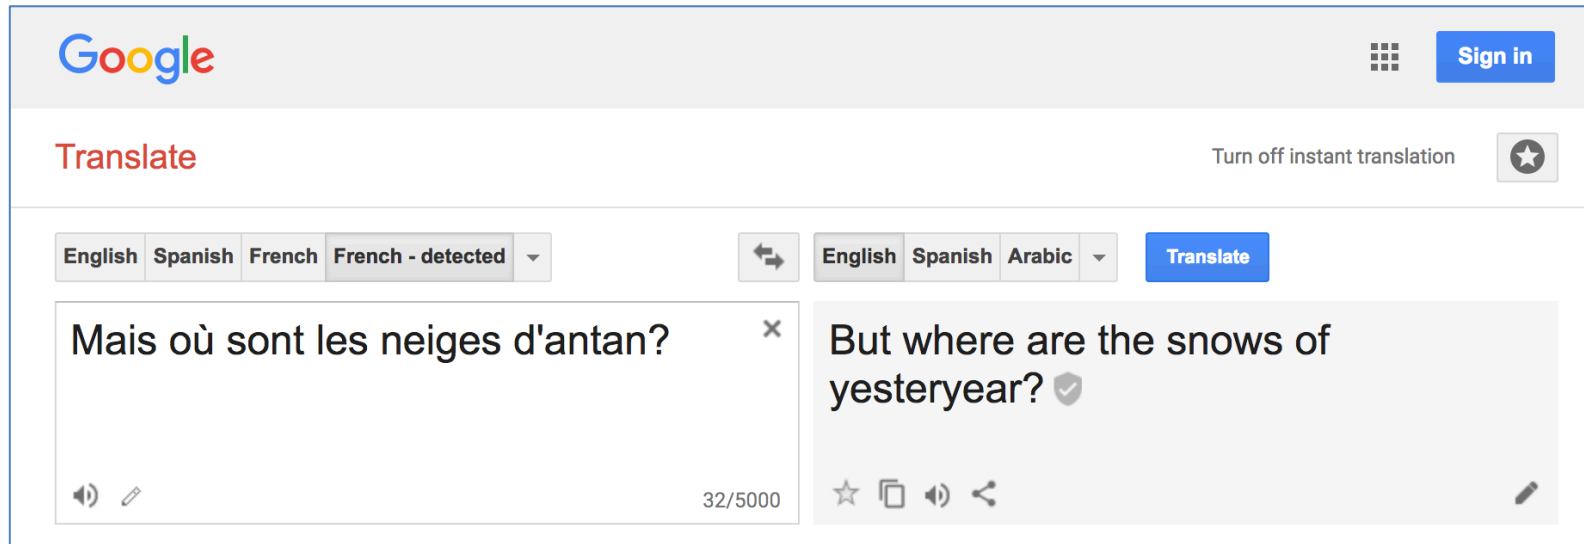 Google
Sign in
Translate
Turn off instant translation
English Spanish French French - detected
English Spanish Arabic
Translate
Mais où sont les neiges d'antan?
32/5000
But where are the snows of
yesteryear?